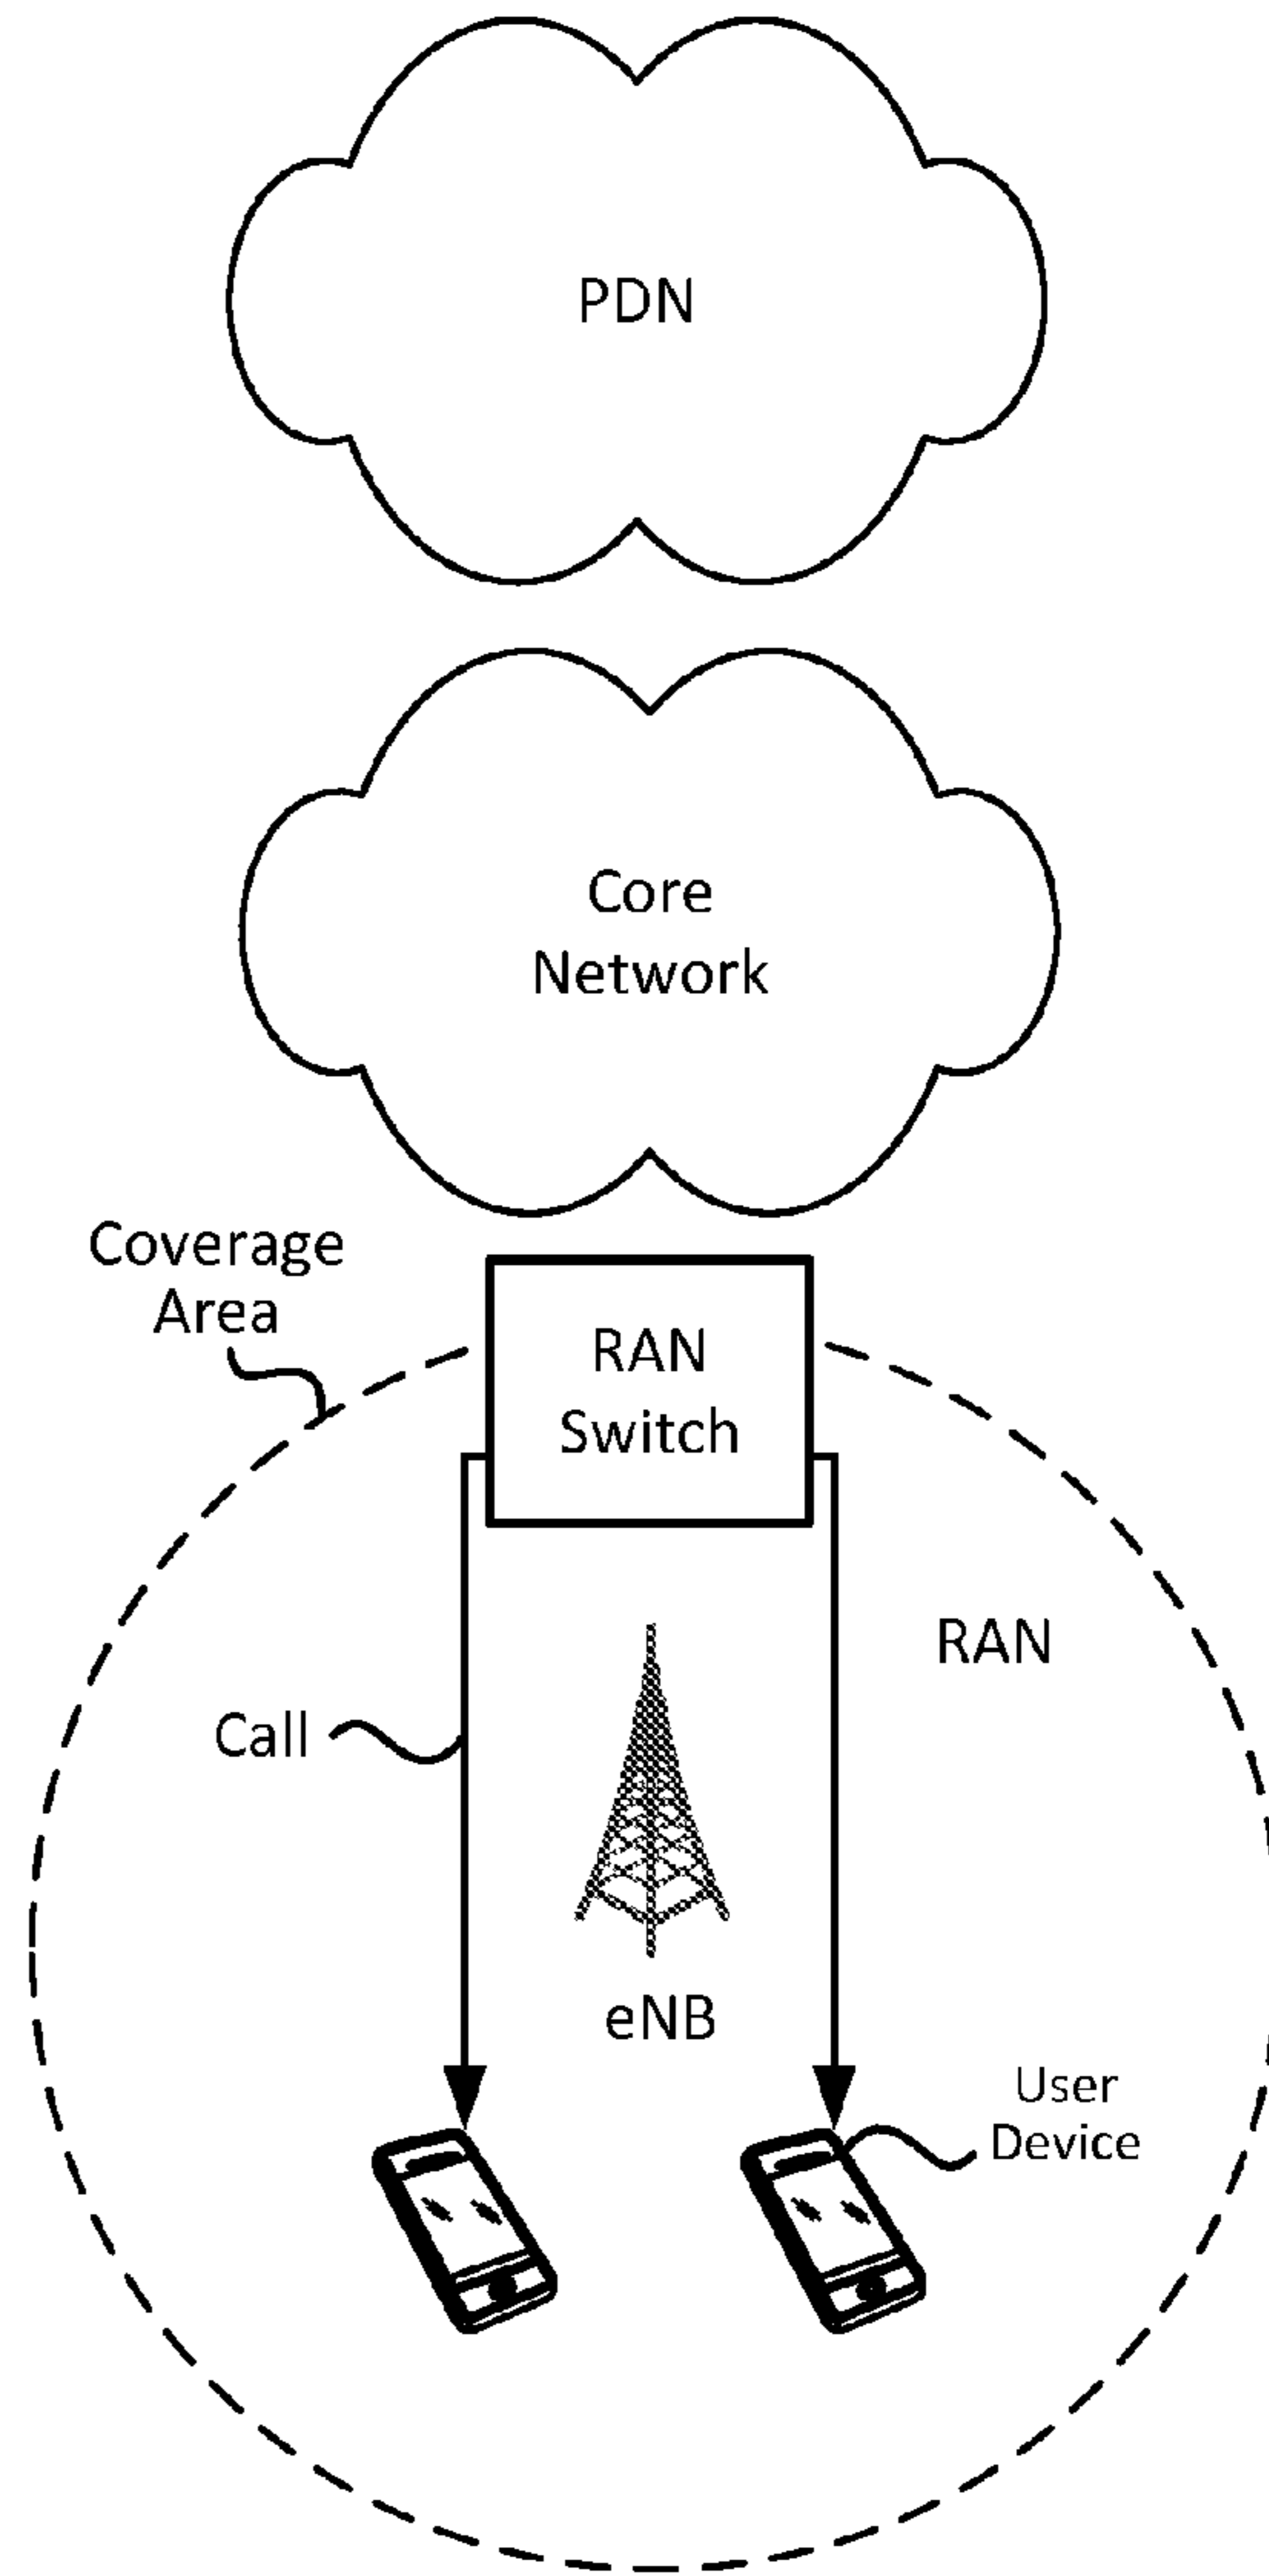 PDN
Core
Network
Coverage
Area
RAN
Switch
RAN
Call
eNB
User
Device